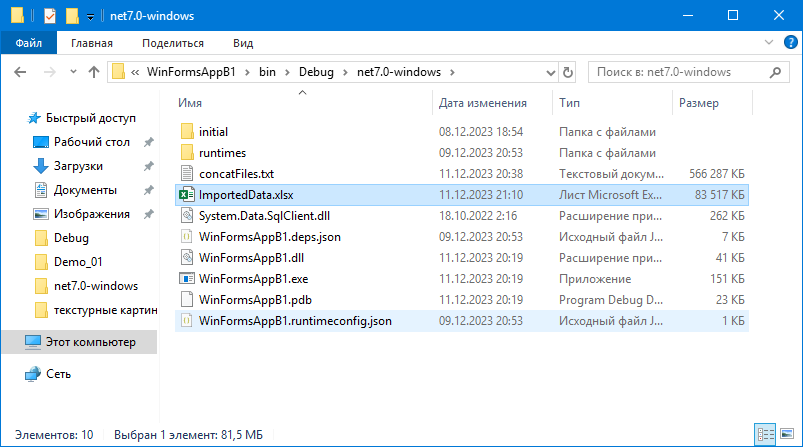 net7.0-windows
Файл Главная Поделиться Вид
WinFormsAppB1 bin Debug net7.0-windows Поиск в: net7.0-windows
Имя Дата изменения Тип Размер
Быстрый доступ
Рабочий стол
Загрузки
Документы
Изображения
Debug
Demo_01
net7.0-windows
текстурные картин
Этот компьютер
Сеть
initial 08.12.2023 18:54 Папка с файлами
runtimes 09.12.2023 20:53 Папка с файлами
concatFiles.txt 11.12.2023 20:38 Текстовый докум... 566 287 КБ
ImportedData.xlsx 11.12.2023 21:10 Лист Microsoft Ex... 83 517 КБ
System.Data.SqlClient.dll 18.10.2022 2:16 Расширение при... 262 КБ
WinFormsAppB1.deps.json 09.12.2023 20:53 Исходный файл J... 7 КБ
WinFormsAppB1.dll 11.12.2023 20:19 Расширение при... 41 КБ
WinFormsAppB1.exe 11.12.2023 20:19 Приложение 151 КБ
WinFormsAppB1.pdb 11.12.2023 20:19 Program Debug D... 23 КБ
WinFormsAppB1.runtimeconfig.json 09.12.2023 20:53 Исходный файл J... 1 КБ
Элементов: 10 Выбран 1 элемент: 81,5 МБ